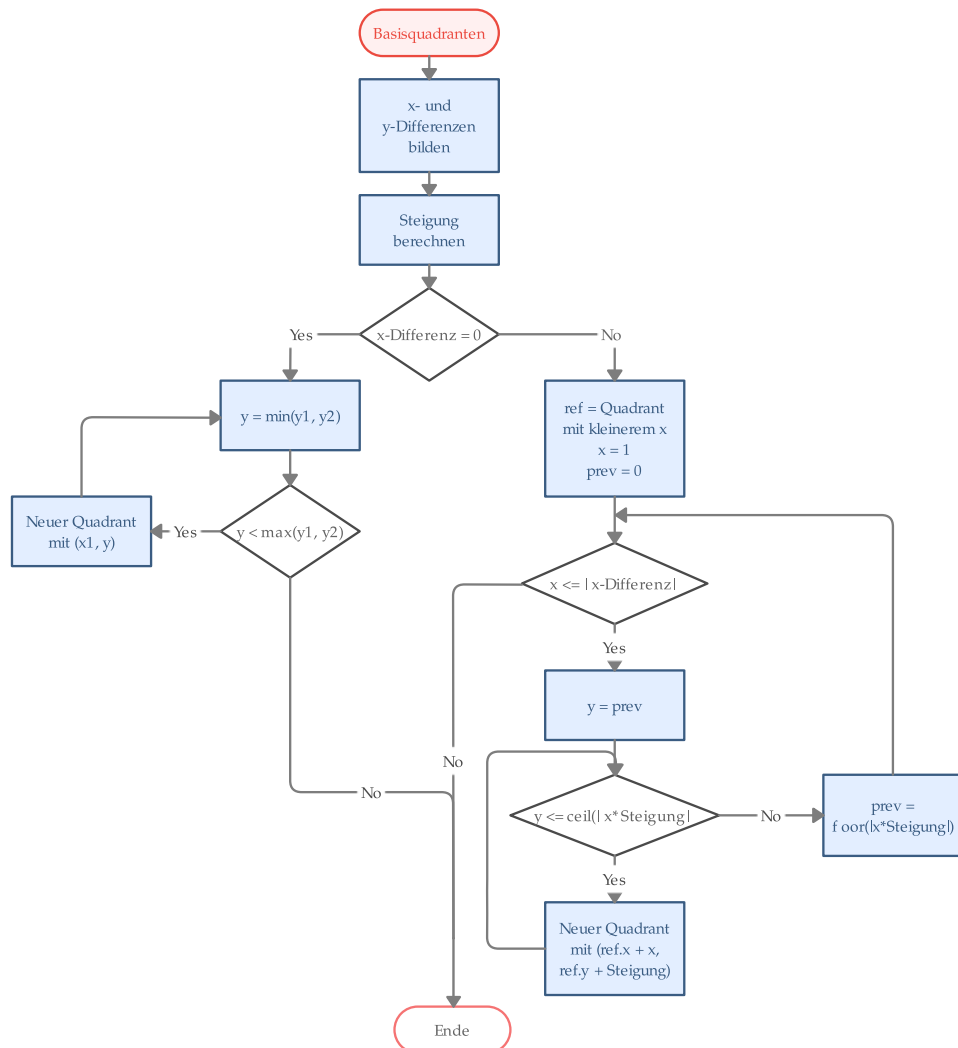 Basisquadranten
x- und
y-Differenzen
bilden
Steigung
berechnen
x-Differenz = 0
Yes
No
y = min(y1, y2)
ref = Quadrant
mit kleinerem x
x = 1
prev = 0
Neuer Quadrant
mit (x1, y)
Yes
y < max(y1, y2)
x <= |x-Differenz|
Yes
y = prev
No
No
y <= ceil(|x*Steigung|
No
prev =
f oor(|x*Steigung|)
Yes
Neuer Quadrant
mit (ref.x + x,
ref.y + Steigung)
Ende